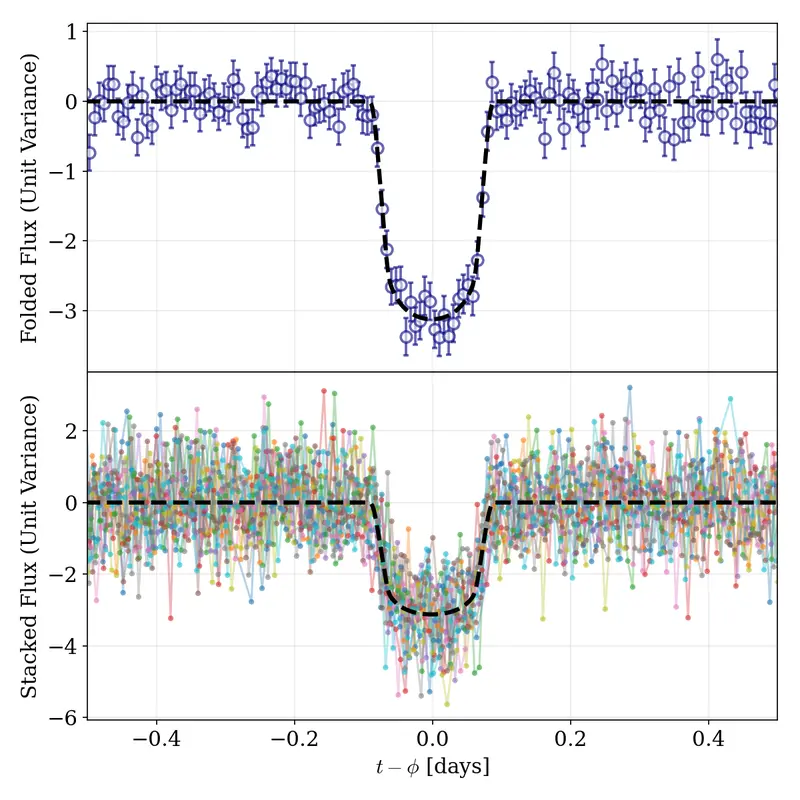 Folded Flux (Unit Variance)
1
0
−1
−2
−3
Stacked Flux (Unit Variance)
2
0
−2
−4
−6
−0.4 −0.2 0.0 0.2 0.4
t − ϕ [days]